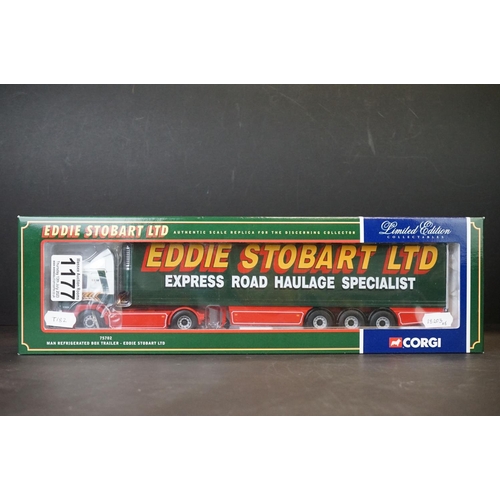 EDDIE STOBART LTD
AUTHENTIC SCALE REPLICA FOR THE DISCERNING COLLECTOR
Limited Edition
COLLECTABLES
EDDIE STOBART LTD
EXPRESS ROAD HAULAGE SPECIALIST
1177
75702
MAN REFRIGERATED BOX TRAILER - EDDIE STOBART LTD
CORGI